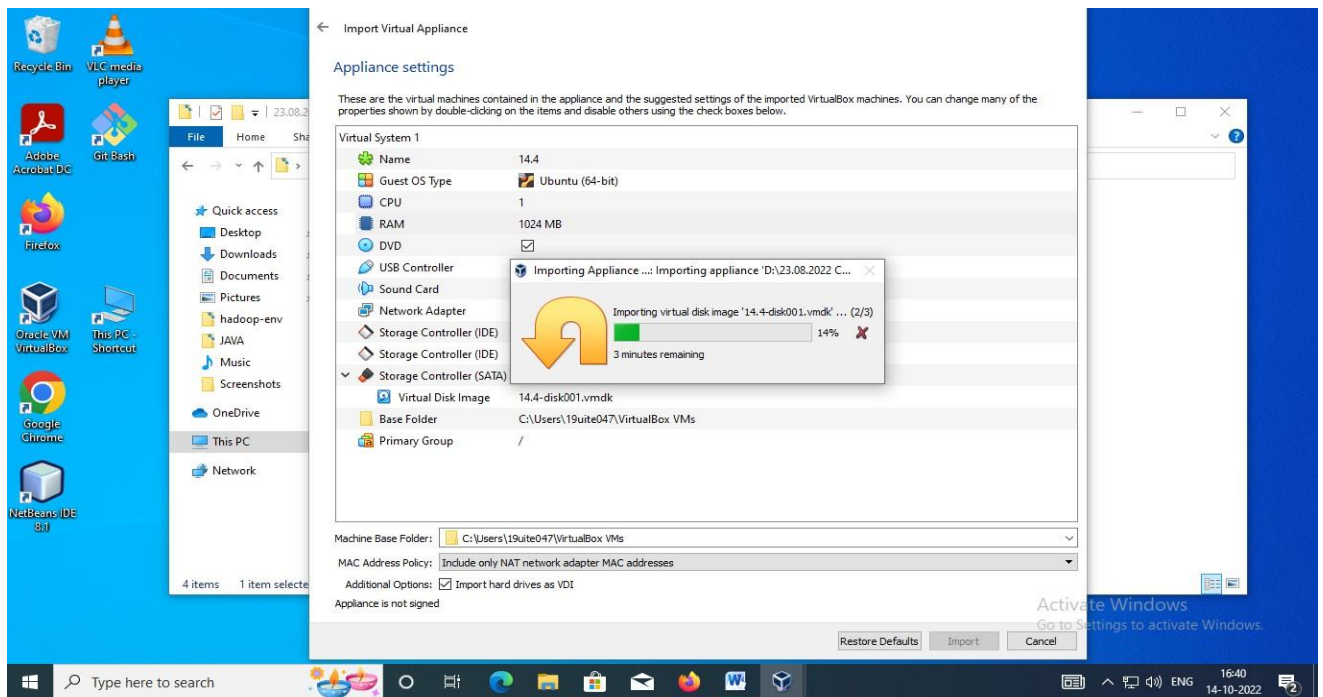 Recycle Bin
VLC media player
Adobe Acrobat DC
Git Bash
Firefox
Oracle VM VirtualBox
This PC - Shortcut
Google Chrome
NetBeans IDE 8.1
23.08.2
File Home Sha
Quick access
Desktop
Downloads
Documents
Pictures
hadoop-env
JAVA
Music
Screenshots
OneDrive
This PC
Network
4 items 1 item selecte
Import Virtual Appliance
Appliance settings
These are the virtual machines contained in the appliance and the suggested settings of the imported VirtualBox machines. You can change many of the
properties shown by double-clicking on the items and disable others using the check boxes below.
Virtual System 1
Name 14.4
Guest OS Type Ubuntu (64-bit)
CPU 1
RAM 1024 MB
DVD
USB Controller
Sound Card
Network Adapter
Storage Controller (IDE)
Storage Controller (IDE)
Storage Controller (SATA)
Virtual Disk Image 14.4-disk001.vmdk
Base Folder C:\Users\19uite047\VirtualBox VMs
Primary Group /
Importing Appliance ...: Importing appliance 'D:\23.08.2022 C...
Importing virtual disk image '14.4-disk001.vmdk' ... (2/3)
14%
3 minutes remaining
Machine Base Folder: C:\Users\19uite047\VirtualBox VMs
MAC Address Policy: Include only NAT network adapter MAC addresses
Additional Options: Import hard drives as VDI
Appliance is not signed
Restore Defaults Import Cancel
Activate Windows
Go to Settings to activate Windows.
Type here to search
ENG
16:40
14-10-2022
2